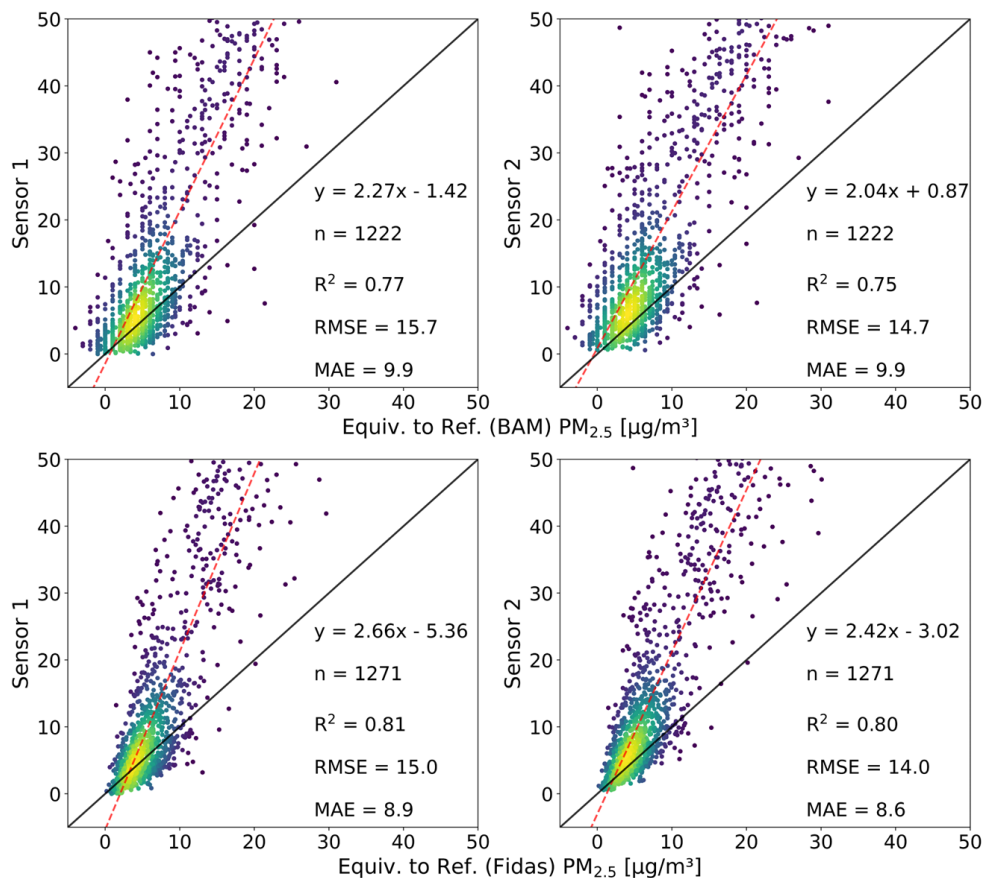 50
40
30
20
10
0
Sensor 1
y = 2.27x - 1.42
n = 1222
R² = 0.77
RMSE = 15.7
MAE = 9.9
0 10 20 30 40 50
50
40
30
20
10
0
Sensor 2
y = 2.04x + 0.87
n = 1222
R² = 0.75
RMSE = 14.7
MAE = 9.9
0 10 20 30 40 50
Equiv. to Ref. (BAM) PM₂.₅ [µg/m³]
50
40
30
20
10
0
Sensor 1
y = 2.66x - 5.36
n = 1271
R² = 0.81
RMSE = 15.0
MAE = 8.9
0 10 20 30 40 50
50
40
30
20
10
0
Sensor 2
y = 2.42x - 3.02
n = 1271
R² = 0.80
RMSE = 14.0
MAE = 8.6
0 10 20 30 40 50
Equiv. to Ref. (Fidas) PM₂.₅ [µg/m³]